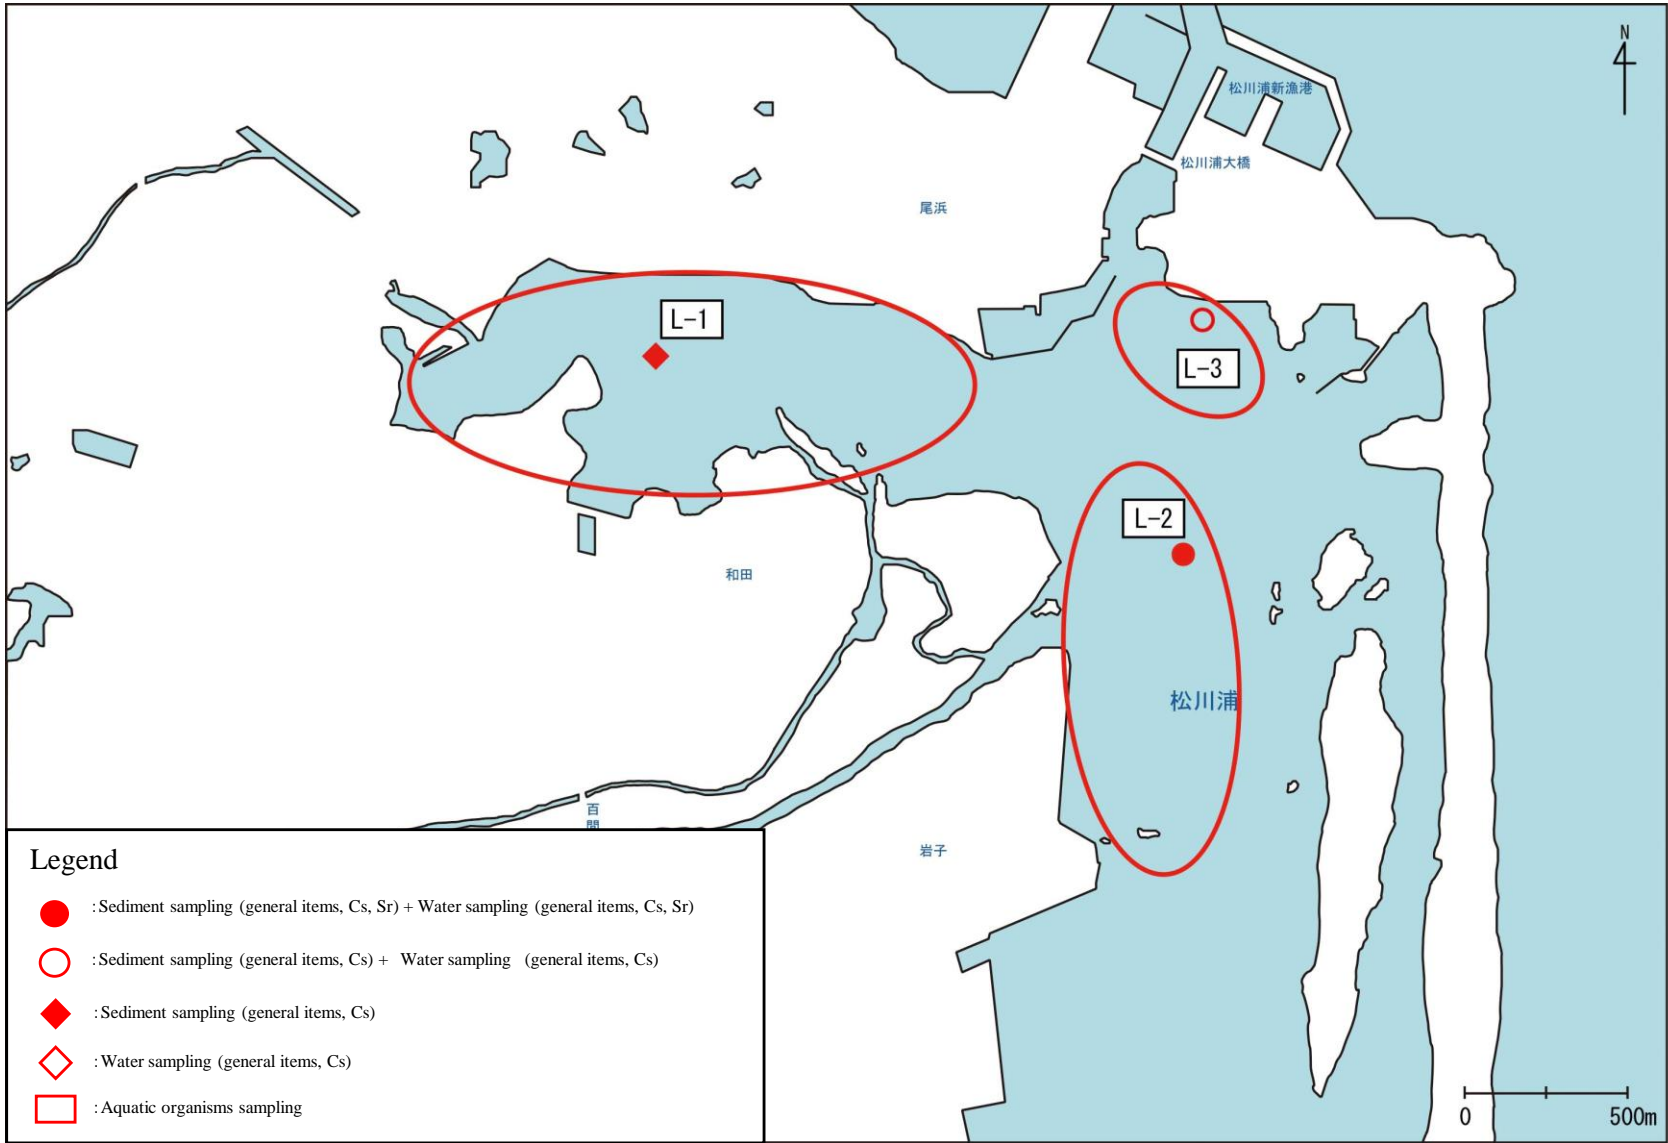 N
松川浦新漁港
松川浦大橋
尾浜
L-1
L-3
L-2
和田
松川浦
百間
岩子
Legend
:Sediment sampling (general items, Cs, Sr) + Water sampling (general items, Cs, Sr)
:Sediment sampling (general items, Cs) + Water sampling (general items, Cs)
:Sediment sampling (general items, Cs)
:Water sampling (general items, Cs)
:Aquatic organisms sampling
0 500m